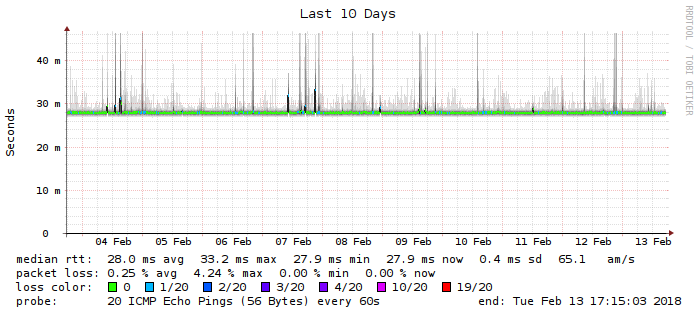 Last 10 Days
RRDTOOL / TOBI OETIKER
Seconds
40 m
30 m
20 m
10 m
0
04 Feb 05 Feb 06 Feb 07 Feb 08 Feb 09 Feb 10 Feb 11 Feb 12 Feb 13 Feb
median rtt: 28.0 ms avg 33.2 ms max 27.9 ms min 27.9 ms now 0.4 ms sd 65.1 am/s
packet loss: 0.25 % avg 4.24 % max 0.00 % min 0.00 % now
loss color: 0 1/20 2/20 3/20 4/20 10/20 19/20
probe: 20 ICMP Echo Pings (56 Bytes) every 60s end: Tue Feb 13 17:15:03 2018